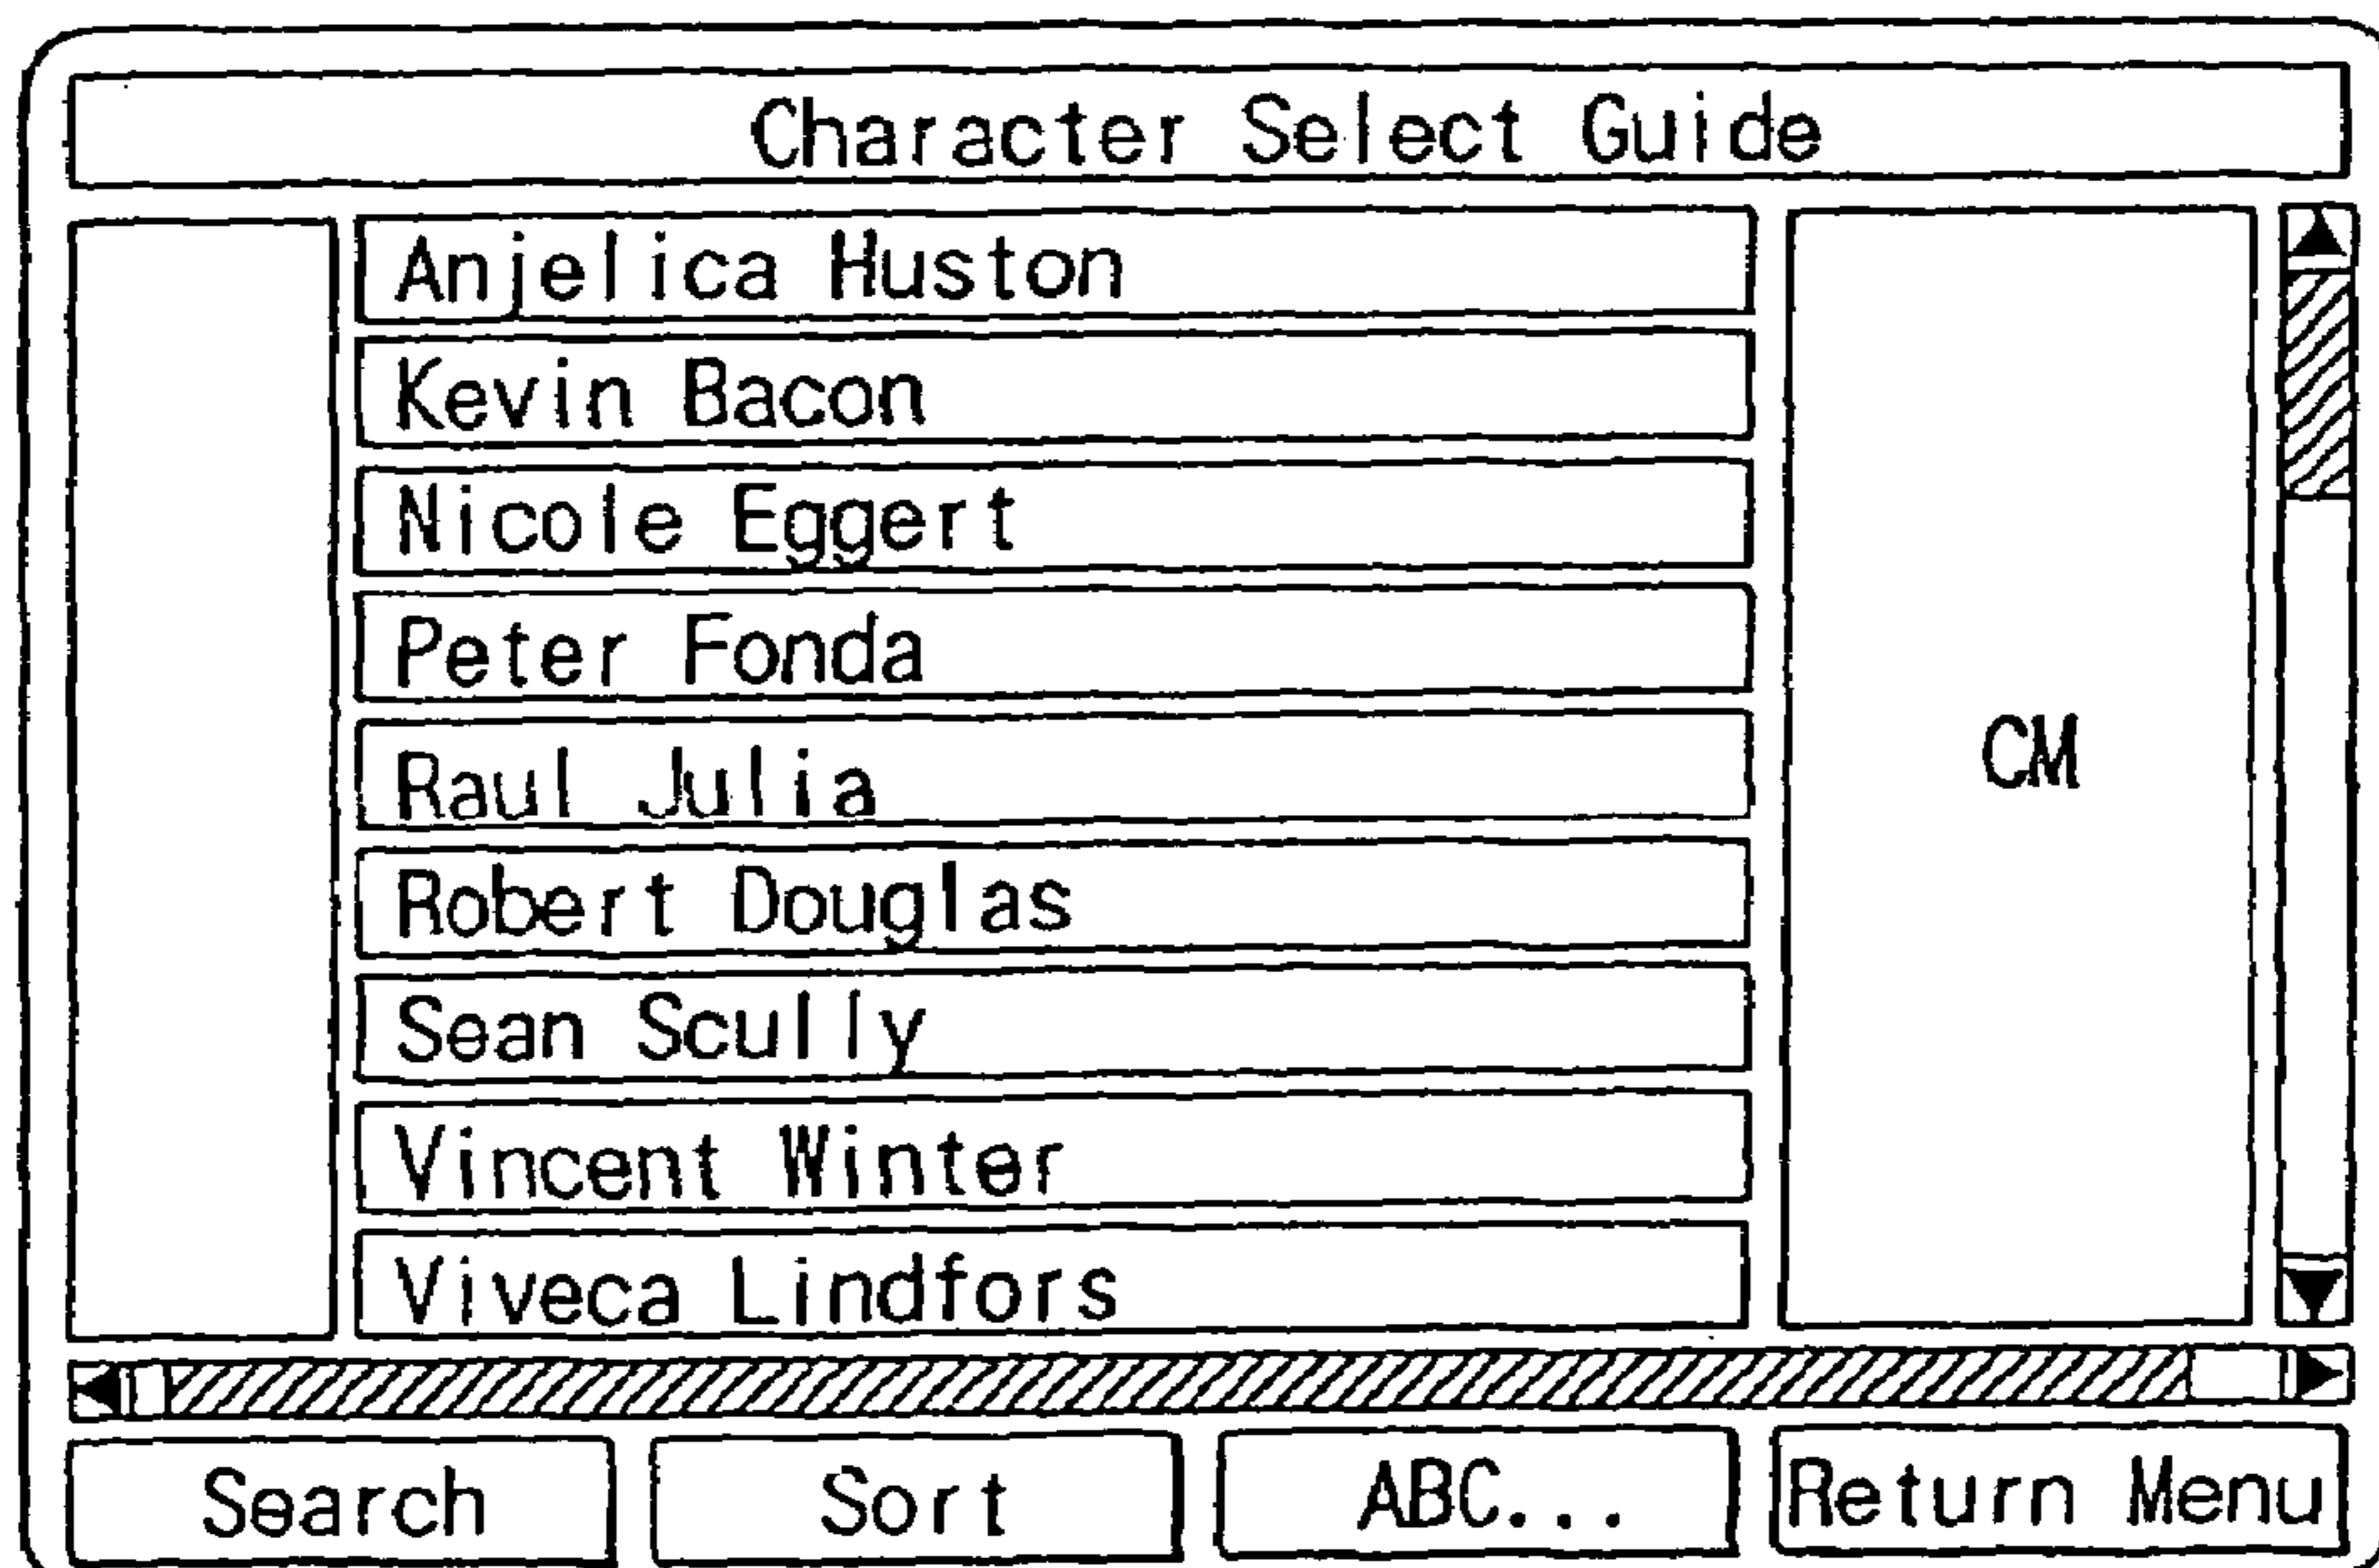 Character Select Guide
Anjelica Huston
Kevin Bacon
Nicole Eggert
Peter Fonda
Raul Julia
CM
Robert Douglas
Sean Scully
Vincent Winter
Viveca Lindfors
Search Sort ABC... Return Menu